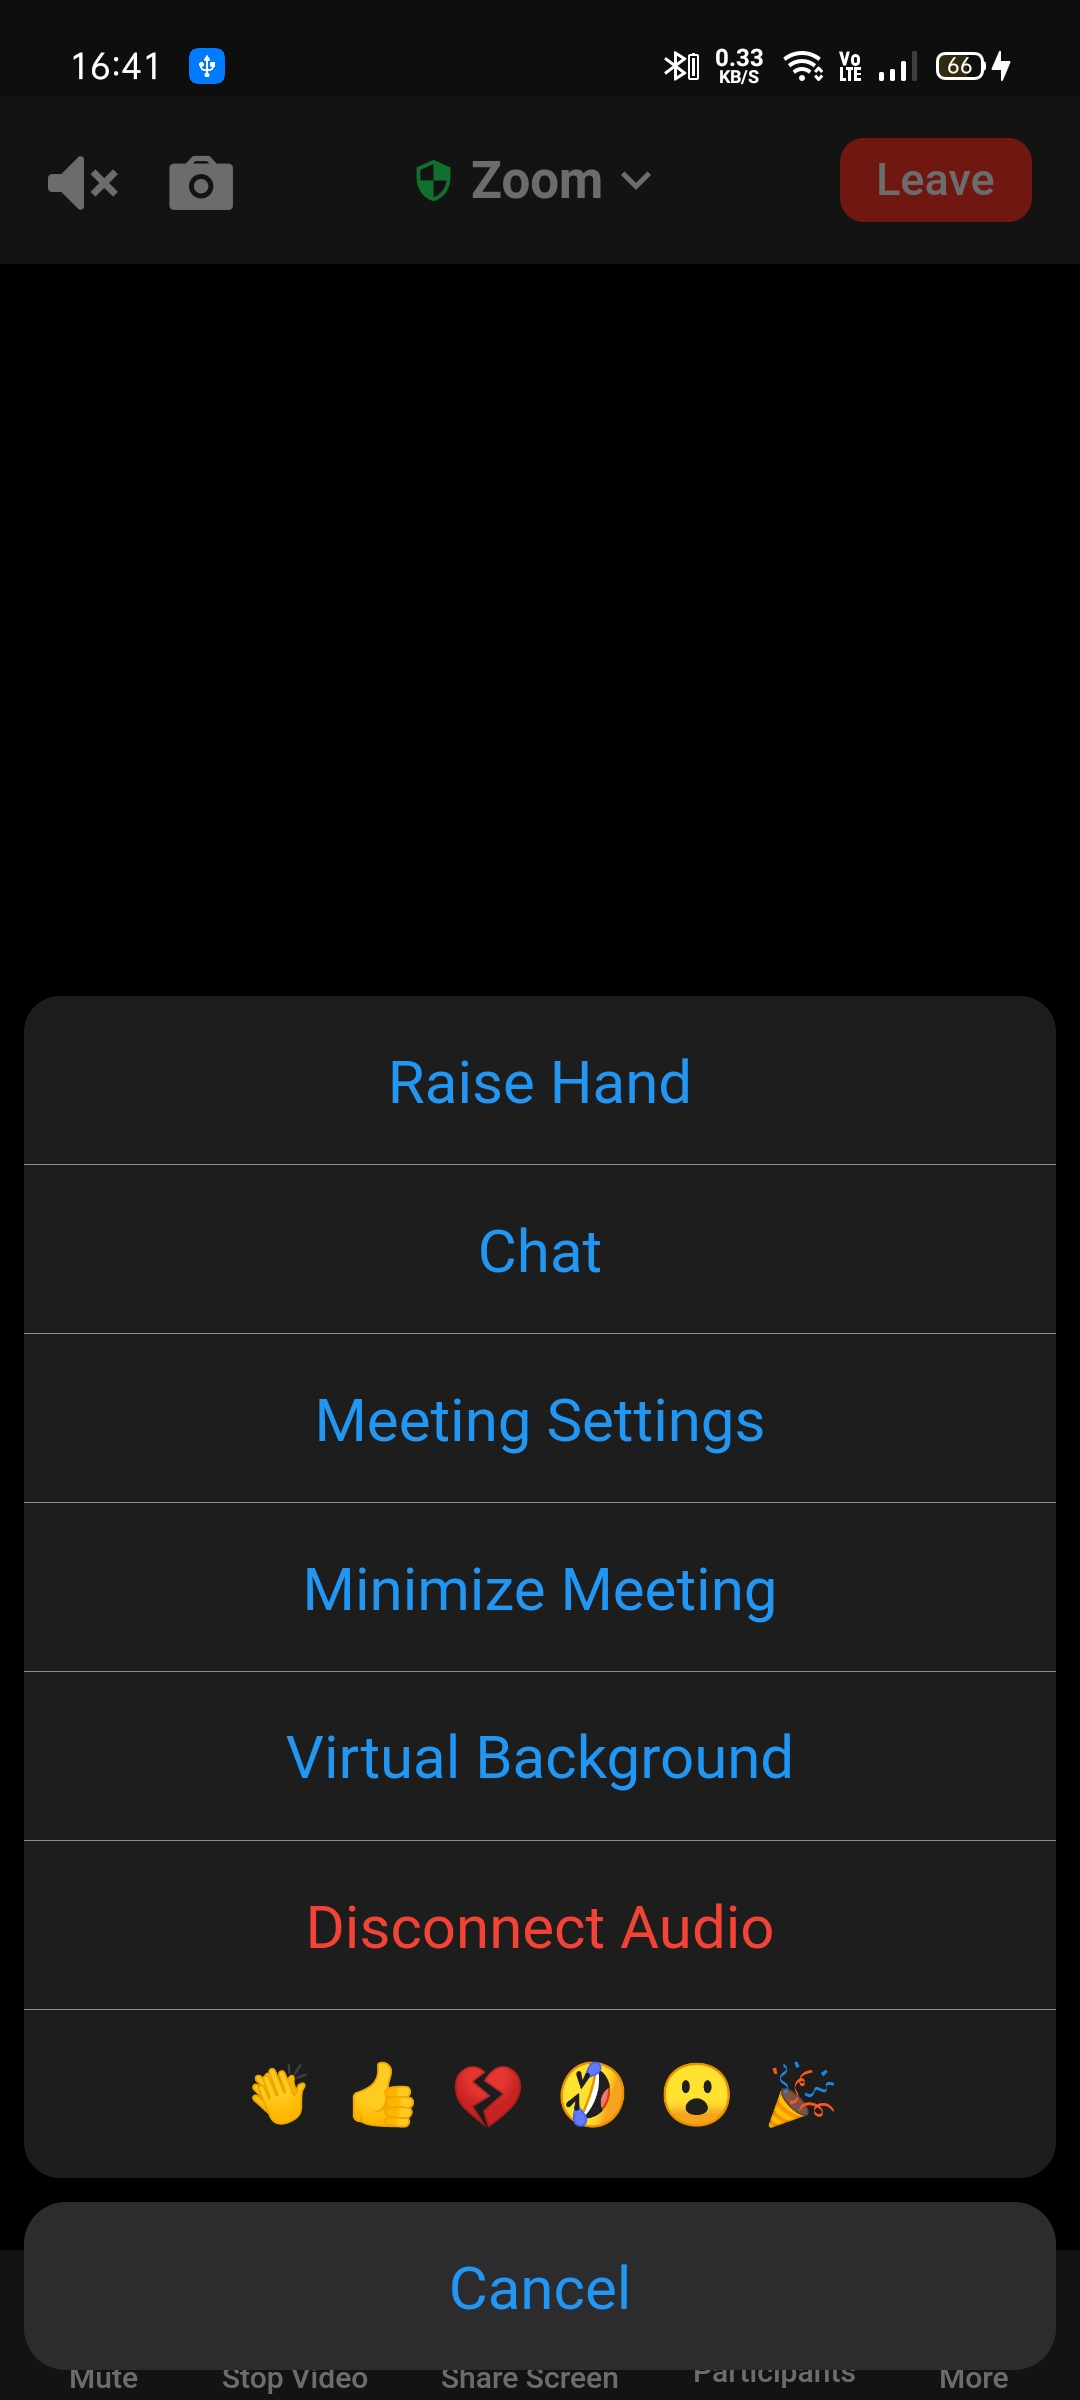 16:41
0.33
KB/S
Vo
LTE
66
Zoom
Leave
Raise Hand
Chat
Meeting Settings
Minimize Meeting
Virtual Background
Disconnect Audio
Cancel
Mute Stop Video Share Screen Participants More